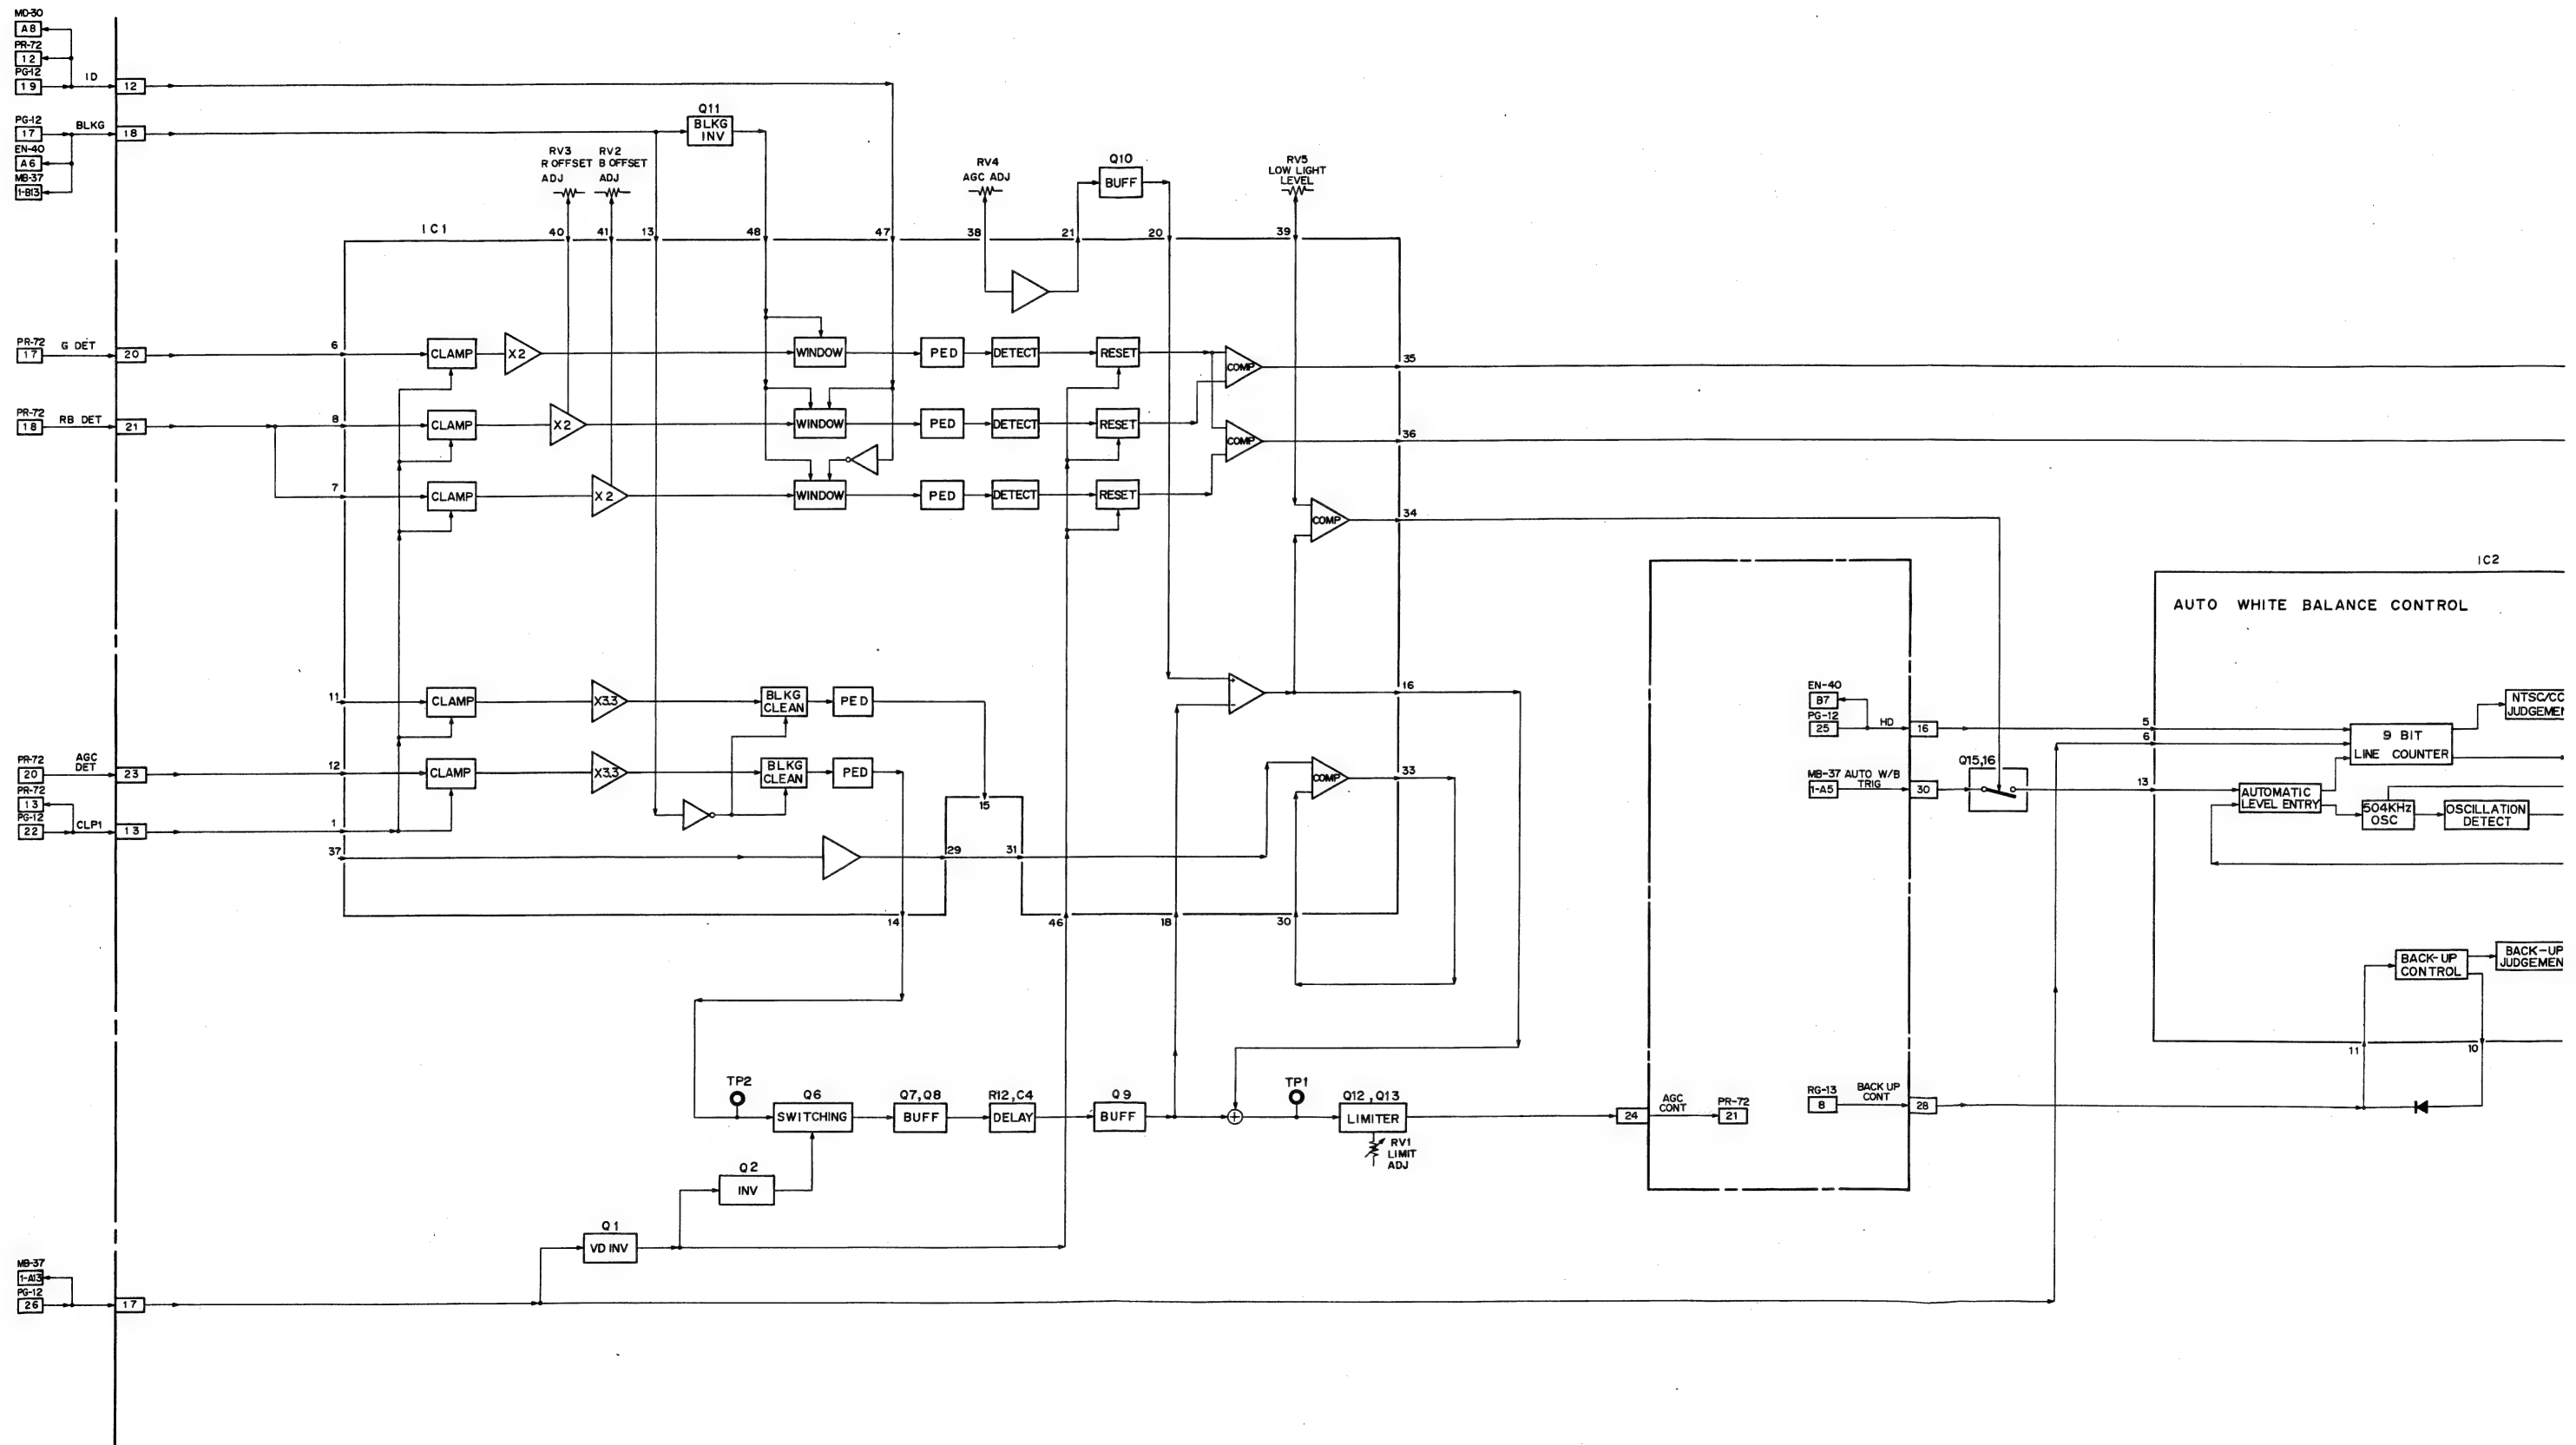 MD-30
A8
PR-72
12
PG-12
19
ID
12
PG-12
17
BLKG
18
EN-40
A6
MB-37
1-B13
Q11
BLKG
INV
RV3
R OFFSET
ADJ
RV2
B OFFSET
ADJ
RV4
AGC ADJ
Q10
BUFF
RV5
LOW LIGHT
LEVEL
IC1
40
41
13
48
47
38
21
20
39
PR-72
17
G DET
20
6
CLAMP
X2
WINDOW
PED
DETECT
RESET
COMP
35
PR-72
18
RB DET
21
8
CLAMP
X2
WINDOW
PED
DETECT
RESET
COMP
36
7
CLAMP
X2
WINDOW
PED
DETECT
RESET
COMP
34
IC2
AUTO WHITE BALANCE CONTROL
11
CLAMP
X3.3
BLKG
CLEAN
PED
16
EN-40
B7
PG-12
25
HD
16
5
6
9 BIT
LINE COUNTER
NTSC/CC
JUDGEMEN
PR-72
20
AGC
DET
23
12
CLAMP
X3.3
BLKG
CLEAN
PED
15
COMP
33
Q15,16
MB-37
1-A5
AUTO W/B
TRIG
30
13
AUTOMATIC
LEVEL ENTRY
504KHz
OSC
OSCILLATION
DETECT
PR-72
13
PG-12
22
CLP1
13
1
37
29
31
14
46
18
30
BACK-UP
CONTROL
BACK-UP
JUDGEMEN
11
10
TP2
Q6
SWITCHING
Q7,Q8
BUFF
R12,C4
DELAY
Q9
BUFF
TP1
Q12,Q13
LIMITER
RV1
LIMIT
ADJ
24
AGC
CONT
PR-72
21
RG-13
8
BACK UP
CONT
28
Q2
INV
Q1
VD INV
MB-37
1-A13
PG-12
26
17